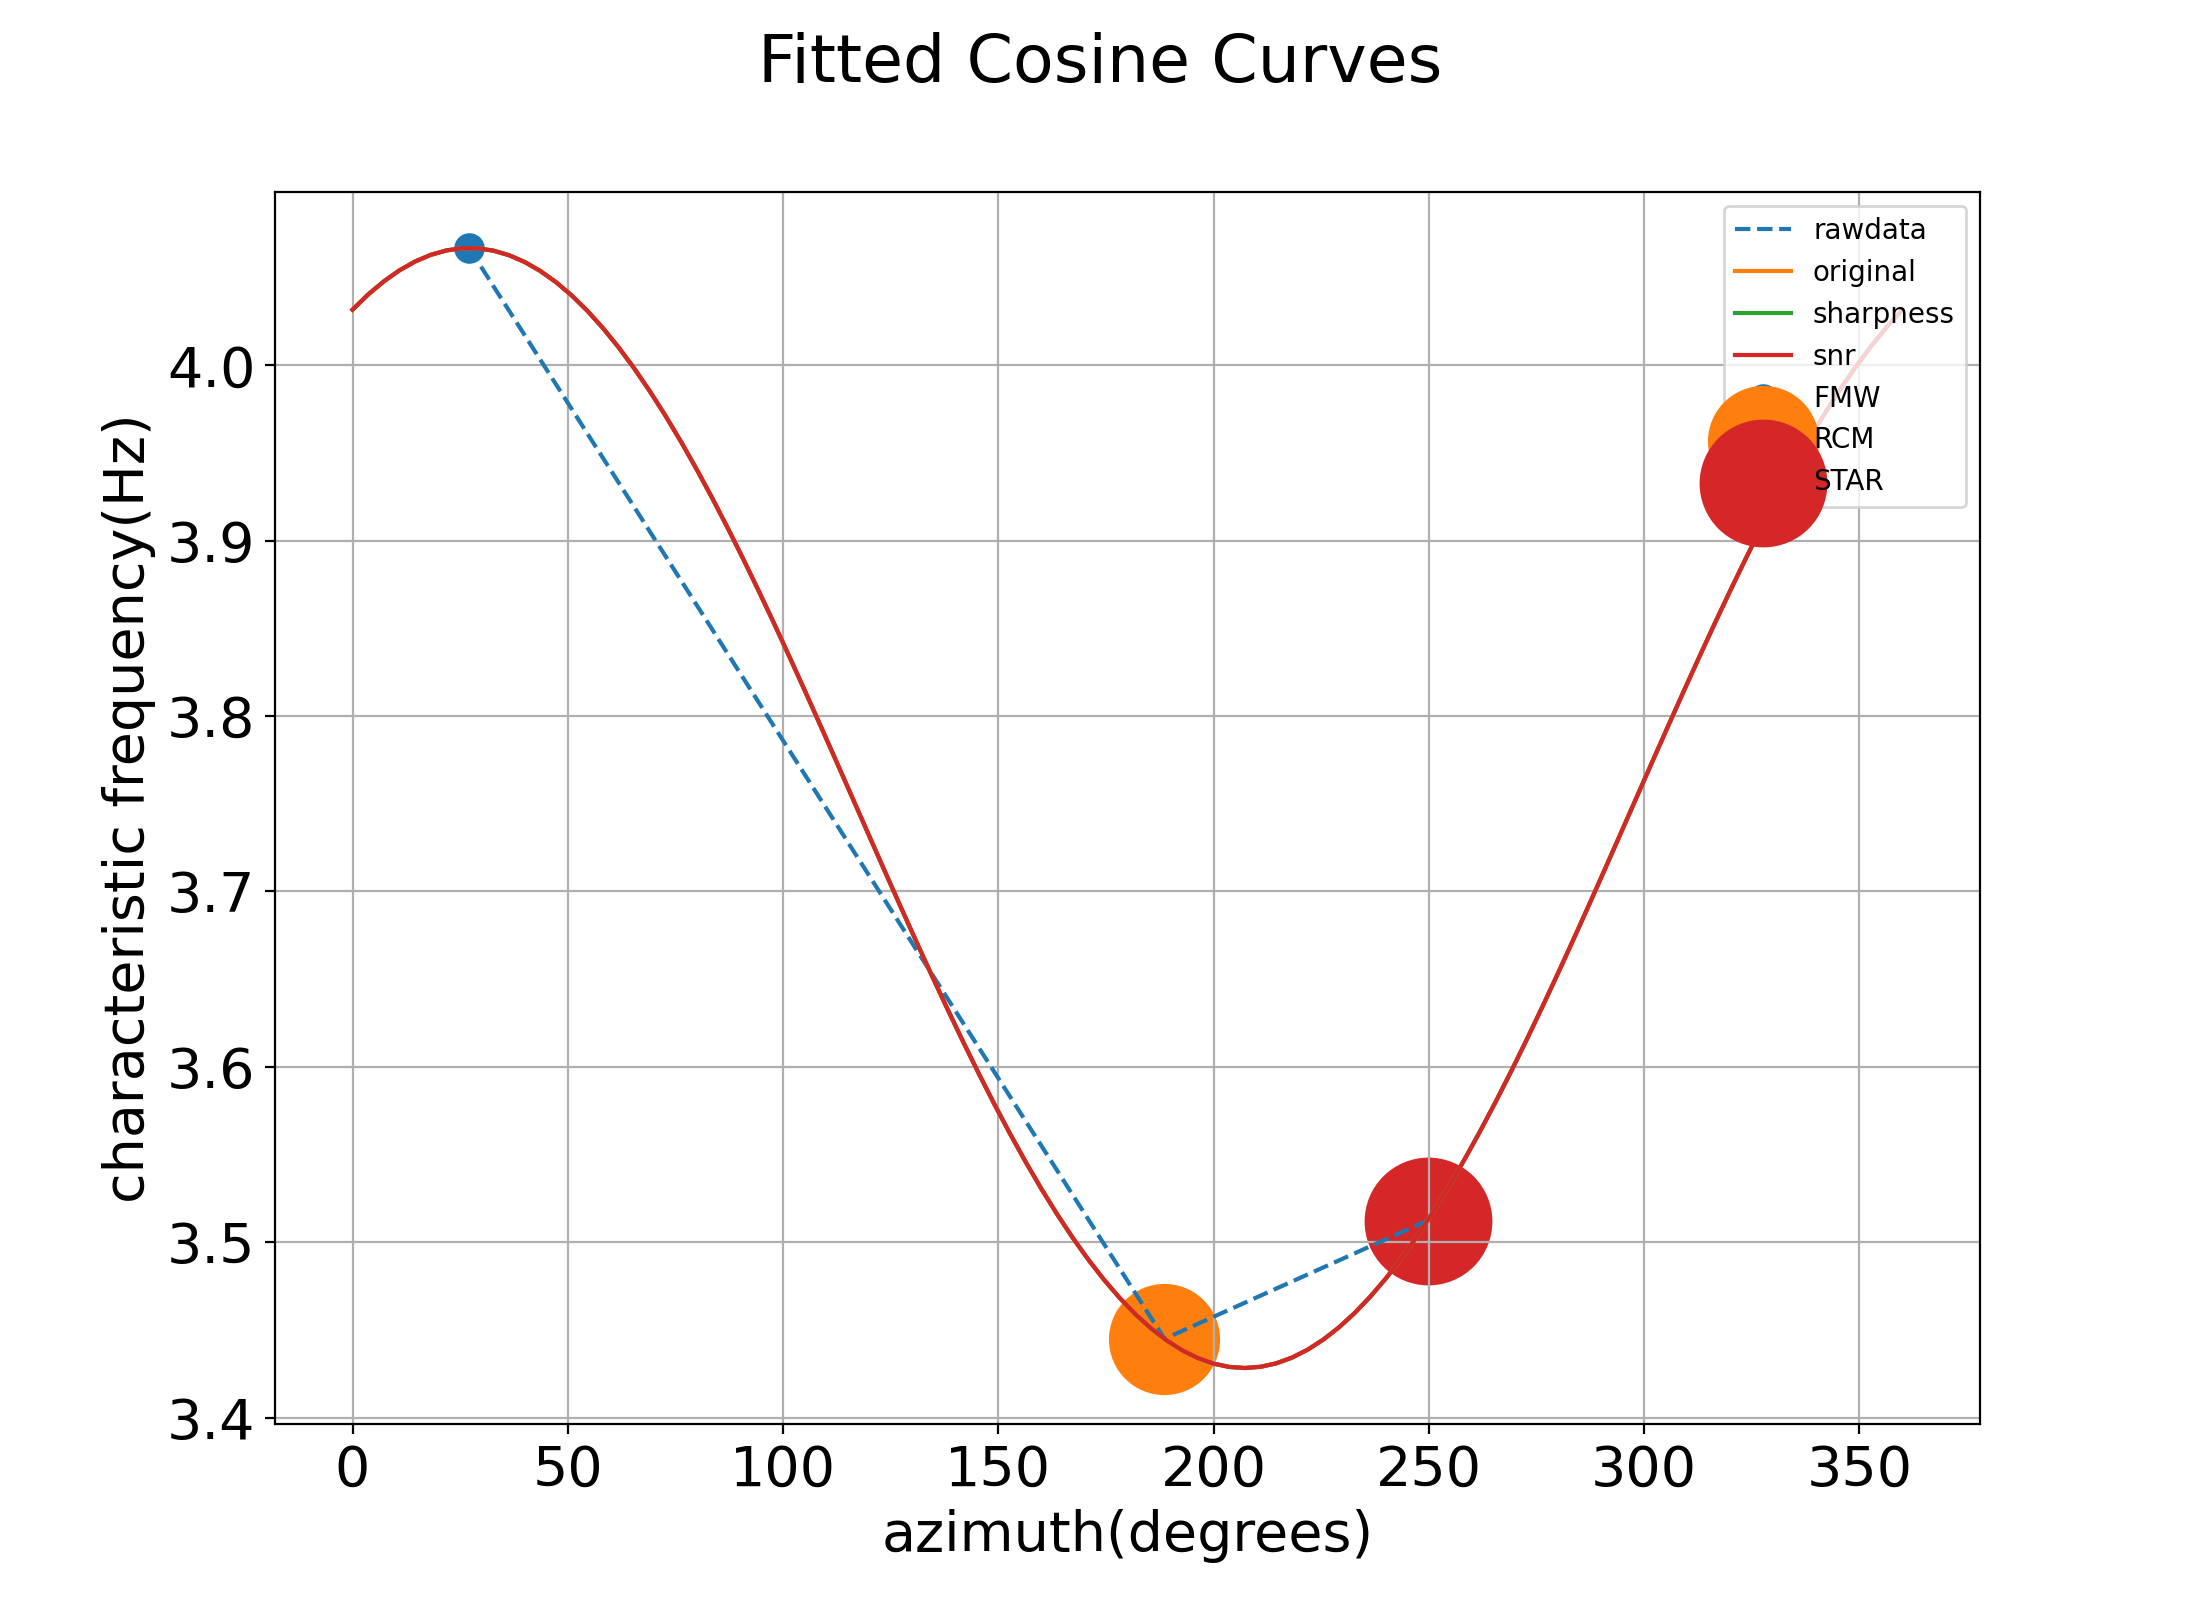 Fitted Cosine Curves
characteristic frequency(Hz)
4.0
3.9
3.8
3.7
3.6
3.5
3.4
rawdata
original
sharpness
snr
FMW
RCM
STAR
0 50 100 150 200 250 300 350
azimuth(degrees)